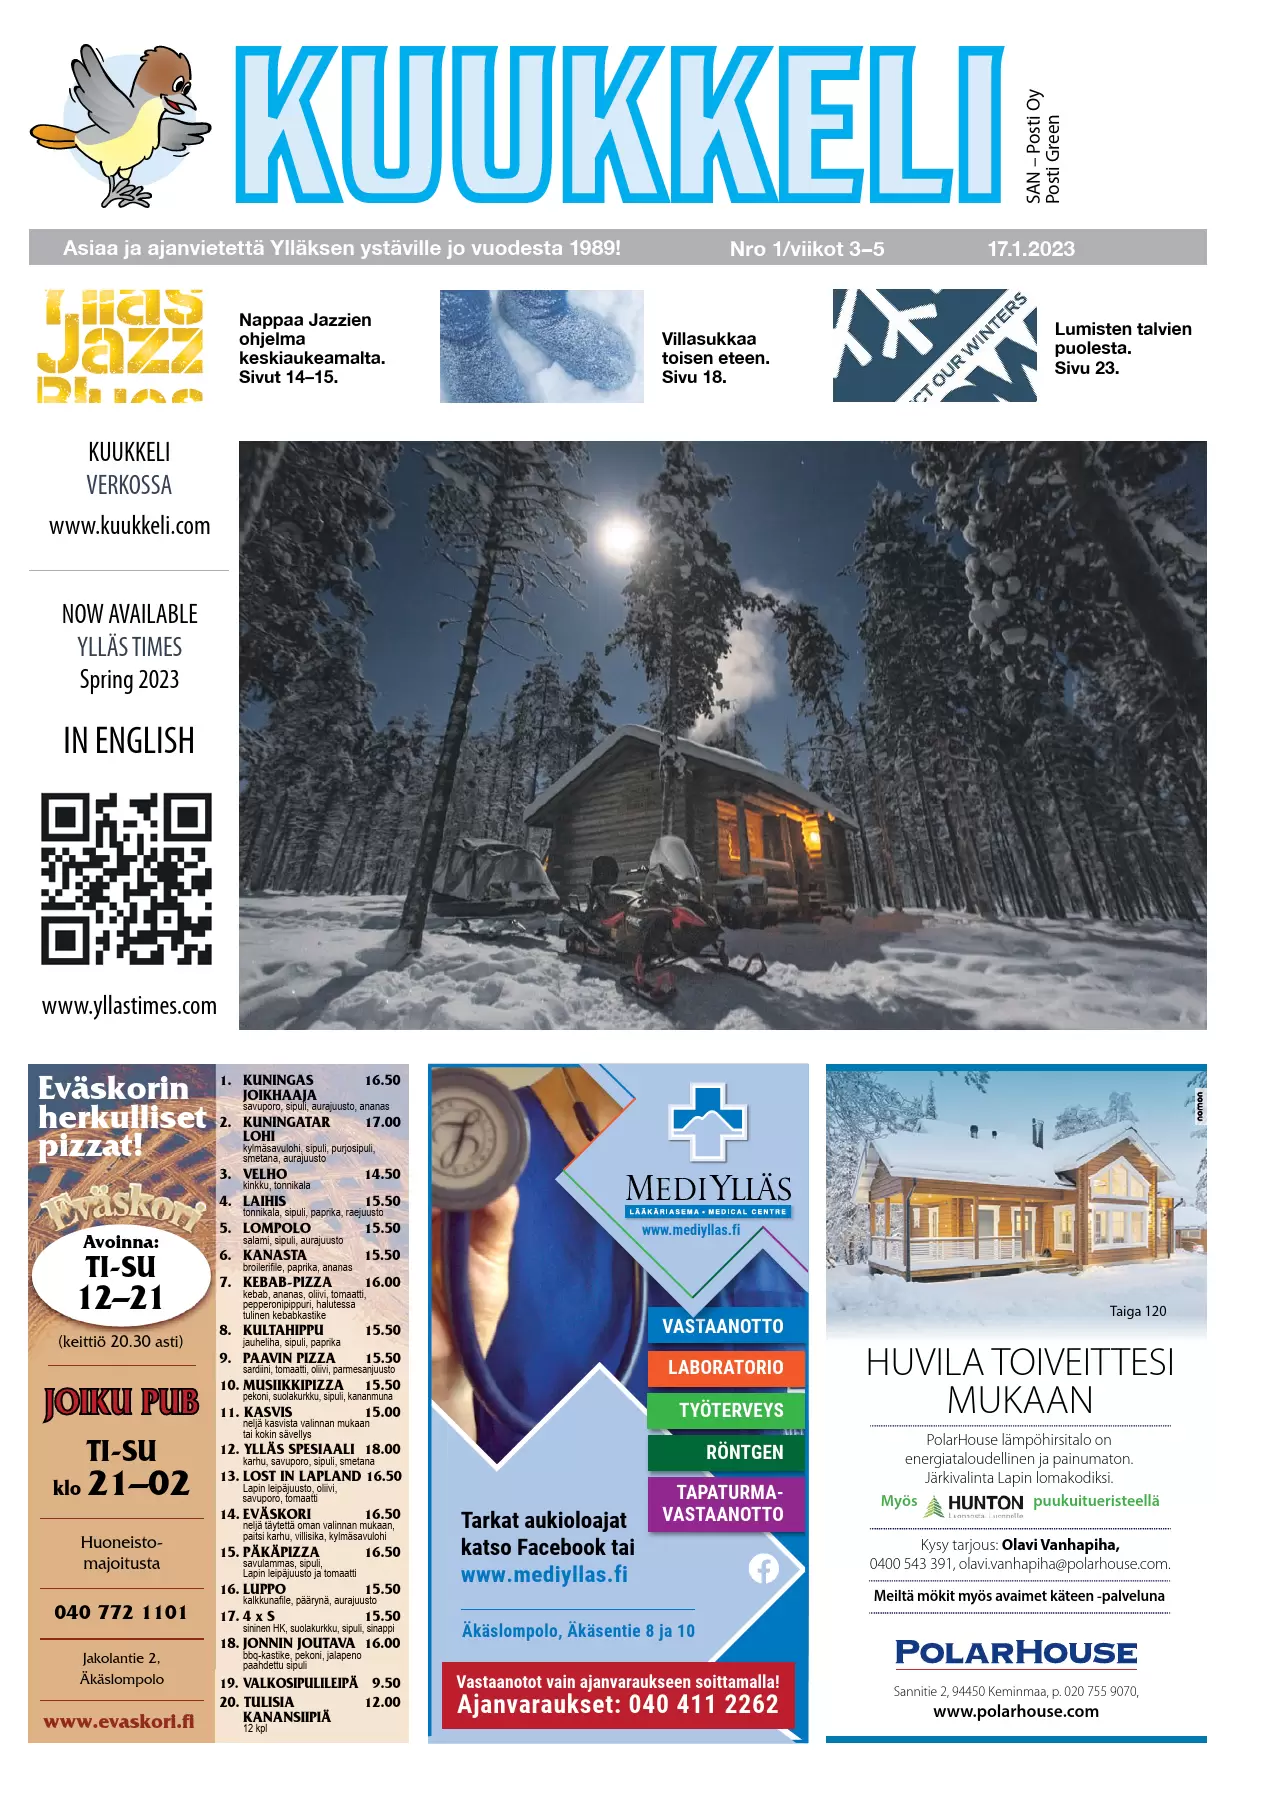 KUUKKELI
SAN – Posti Oy
Posti Green
Asiaa ja ajanvietettä Ylläksen ystäville jo vuodesta 1989!
Nro 1/viikot 3–5
17.1.2023
Ylläs
Jazz
Blues
Nappaa Jazzien
ohjelma
keskiaukeamalta.
Sivut 14–15.
Villasukkaa
toisen eteen.
Sivu 18.
CT OUR WINTERS
Lumisten talvien
puolesta.
Sivu 23.
KUUKKELI
VERKOSSA
www.kuukkeli.com
NOW AVAILABLE
YLLÄS TIMES
Spring 2023
IN ENGLISH
www.yllastimes.com
Eväskorin
herkulliset
pizzat!
Eväskori
Avoinna:
TI-SU
12–21
(keittiö 20.30 asti)
JOIKU PUB
TI-SU
klo 21–02
Huoneisto-
majoitusta
040 772 1101
Jakolantie 2,
Äkäslompolo
www.evaskori.fi
1. KUNINGAS 16.50
JOIKHAAJA
savuporo, sipuli, aurajuusto, ananas
2. KUNINGATAR 17.00
LOHI
kylmäsavulohi, sipuli, purjosipuli,
smetana, aurajuusto
3. VELHO 14.50
kinkku, tonnikala
4. LAIHIS 15.50
tonnikala, sipuli, paprika, raejuusto
5. LOMPOLO 15.50
salami, sipuli, aurajuusto
6. KANASTA 15.50
broilerifile, paprika, ananas
7. KEBAB-PIZZA 16.00
kebab, ananas, oliivi, tomaatti,
pepperonipippuri, halutessa
tulinen kebabkastike
8. KULTAHIPPU 15.50
jauheliha, sipuli, paprika
9. PAAVIN PIZZA 15.50
sardiini, tomaatti, oliivi, parmesanjuusto
10. MUSIIKKIPIZZA 15.50
pekoni, suolakurkku, sipuli, kananmuna
11. KASVIS 15.00
neljä kasvista valinnan mukaan
tai kokin sävellys
12. YLLÄS SPESIAALI 18.00
karhu, savuporo, sipuli, smetana
13. LOST IN LAPLAND 16.50
Lapin leipäjuusto, oliivi,
savuporo, tomaatti
14. EVÄSKORI 16.50
neljä täytettä oman valinnan mukaan,
paitsi karhu, villisika, kylmäsavulohi
15. PÄKÄPIZZA 16.50
savulammas, sipuli,
Lapin leipäjuusto ja tomaatti
16. LUPPO 15.50
kalkkunafile, päärynä, aurajuusto
17. 4 x S 15.50
sininen HK, suolakurkku, sipuli, sinappi
18. JONNIN JOUTAVA 16.00
bbq-kastike, pekoni, jalapeno
paahdettu sipuli
19. VALKOSIPULILEIPÄ 9.50
20. TULISIA 12.00
KANANSIIPIÄ
12 kpl
MEDIYLLÄS
LÄÄKÄRIASEMA • MEDICAL CENTRE
www.mediyllas.fi
VASTAANOTTO
LABORATORIO
TYÖTERVEYS
RÖNTGEN
TAPATURMA-
VASTAANOTTO
Tarkat aukioloajat
katso Facebook tai
www.mediyllas.fi
Äkäslompolo, Äkäsentie 8 ja 10
Vastaanotot vain ajanvaraukseen soittamalla!
Ajanvaraukset: 040 411 2262
noman
Taiga 120
HUVILA TOIVEITTESI
MUKAAN
PolarHouse lämpöhirsitalo on
energiataloudellinen ja painumaton.
Järkivalinta Lapin lomakodiksi.
Myös HUNTON puukuitueristeellä
Luonnosta. Luonnolle.
Kysy tarjous: Olavi Vanhapiha,
0400 543 391, olavi.vanhapiha@polarhouse.com.
Meiltä mökit myös avaimet käteen -palveluna
POLARHOUSE
Sannitie 2, 94450 Keminmaa, p. 020 755 9070,
www.polarhouse.com